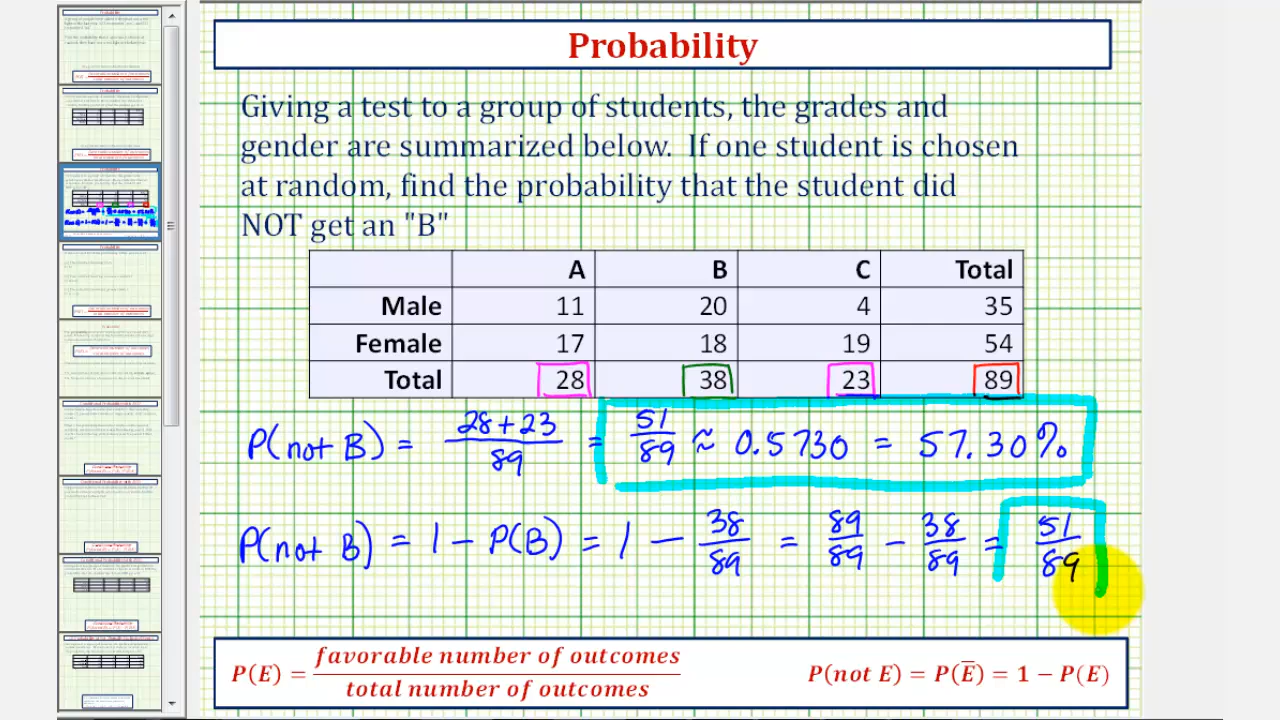 Probability
Giving a test to a group of students, the grades and
gender are summarized below. If one student is chosen
at random, find the probability that the student did
NOT get an "B"
A B C Total
Male 11 20 4 35
Female 17 18 19 54
Total 28 38 23 89
P(not B) = 28+23/89 = 51/89 ≈ 0.5730 = 57.30%
P(not B) = 1 − P(B) = 1 − 38/89 = 89/89 − 38/89 = 51/89
P(E) = favorable number of outcomes/total number of outcomes P(not E) = P(E̅) = 1 − P(E)